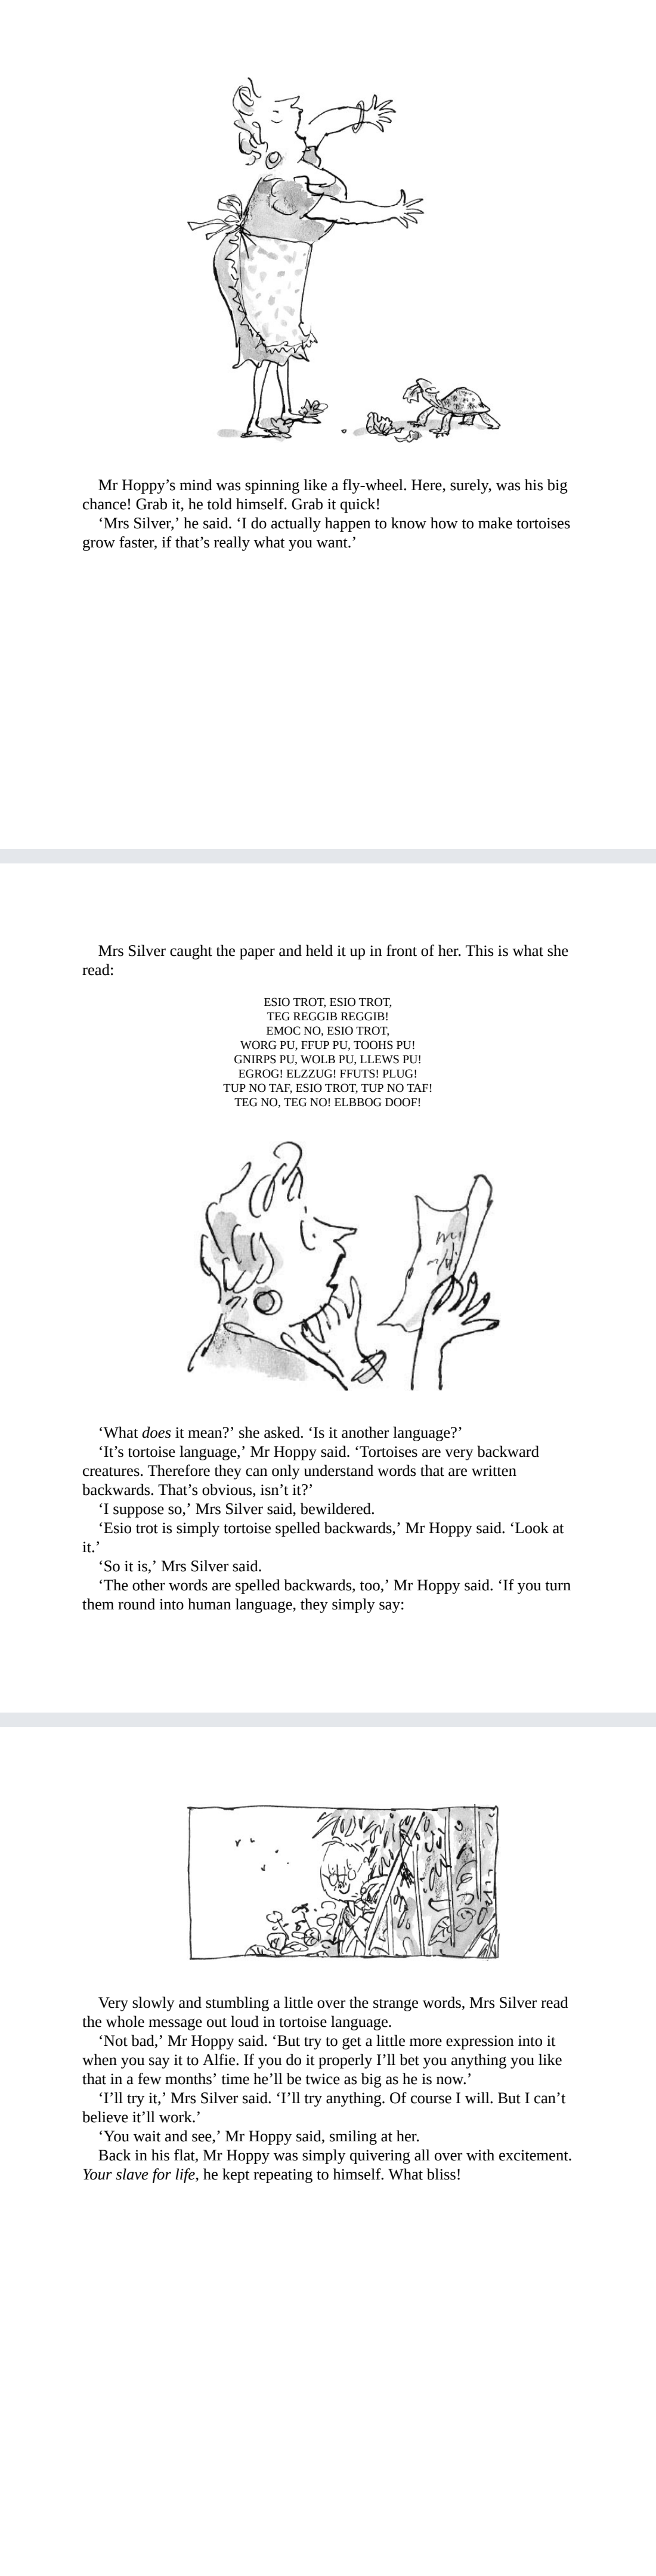 Mr Hoppy’s mind was spinning like a fly-wheel. Here, surely, was his big
chance! Grab it, he told himself. Grab it quick!
‘Mrs Silver,’ he said. ‘I do actually happen to know how to make tortoises
grow faster, if that’s really what you want.’
Mrs Silver caught the paper and held it up in front of her. This is what she
read:
ESIO TROT, ESIO TROT,
TEG REGGIB REGGIB!
EMOC NO, ESIO TROT,
WORG PU, FFUP PU, TOOHS PU!
GNIRPS PU, WOLB PU, LLEWS PU!
EGROG! ELZZUG! FFUTS! PLUG!
TUP NO TAF, ESIO TROT, TUP NO TAF!
TEG NO, TEG NO! ELBBOG DOOF!
‘What does it mean?’ she asked. ‘Is it another language?’
‘It’s tortoise language,’ Mr Hoppy said. ‘Tortoises are very backward
creatures. Therefore they can only understand words that are written
backwards. That’s obvious, isn’t it?’
‘I suppose so,’ Mrs Silver said, bewildered.
‘Esio trot is simply tortoise spelled backwards,’ Mr Hoppy said. ‘Look at
it.’
‘So it is,’ Mrs Silver said.
‘The other words are spelled backwards, too,’ Mr Hoppy said. ‘If you turn
them round into human language, they simply say:
Very slowly and stumbling a little over the strange words, Mrs Silver read
the whole message out loud in tortoise language.
‘Not bad,’ Mr Hoppy said. ‘But try to get a little more expression into it
when you say it to Alfie. If you do it properly I’ll bet you anything you like
that in a few months’ time he’ll be twice as big as he is now.’
‘I’ll try it,’ Mrs Silver said. ‘I’ll try anything. Of course I will. But I can’t
believe it’ll work.’
‘You wait and see,’ Mr Hoppy said, smiling at her.
Back in his flat, Mr Hoppy was simply quivering all over with excitement.
Your slave for life, he kept repeating to himself. What bliss!